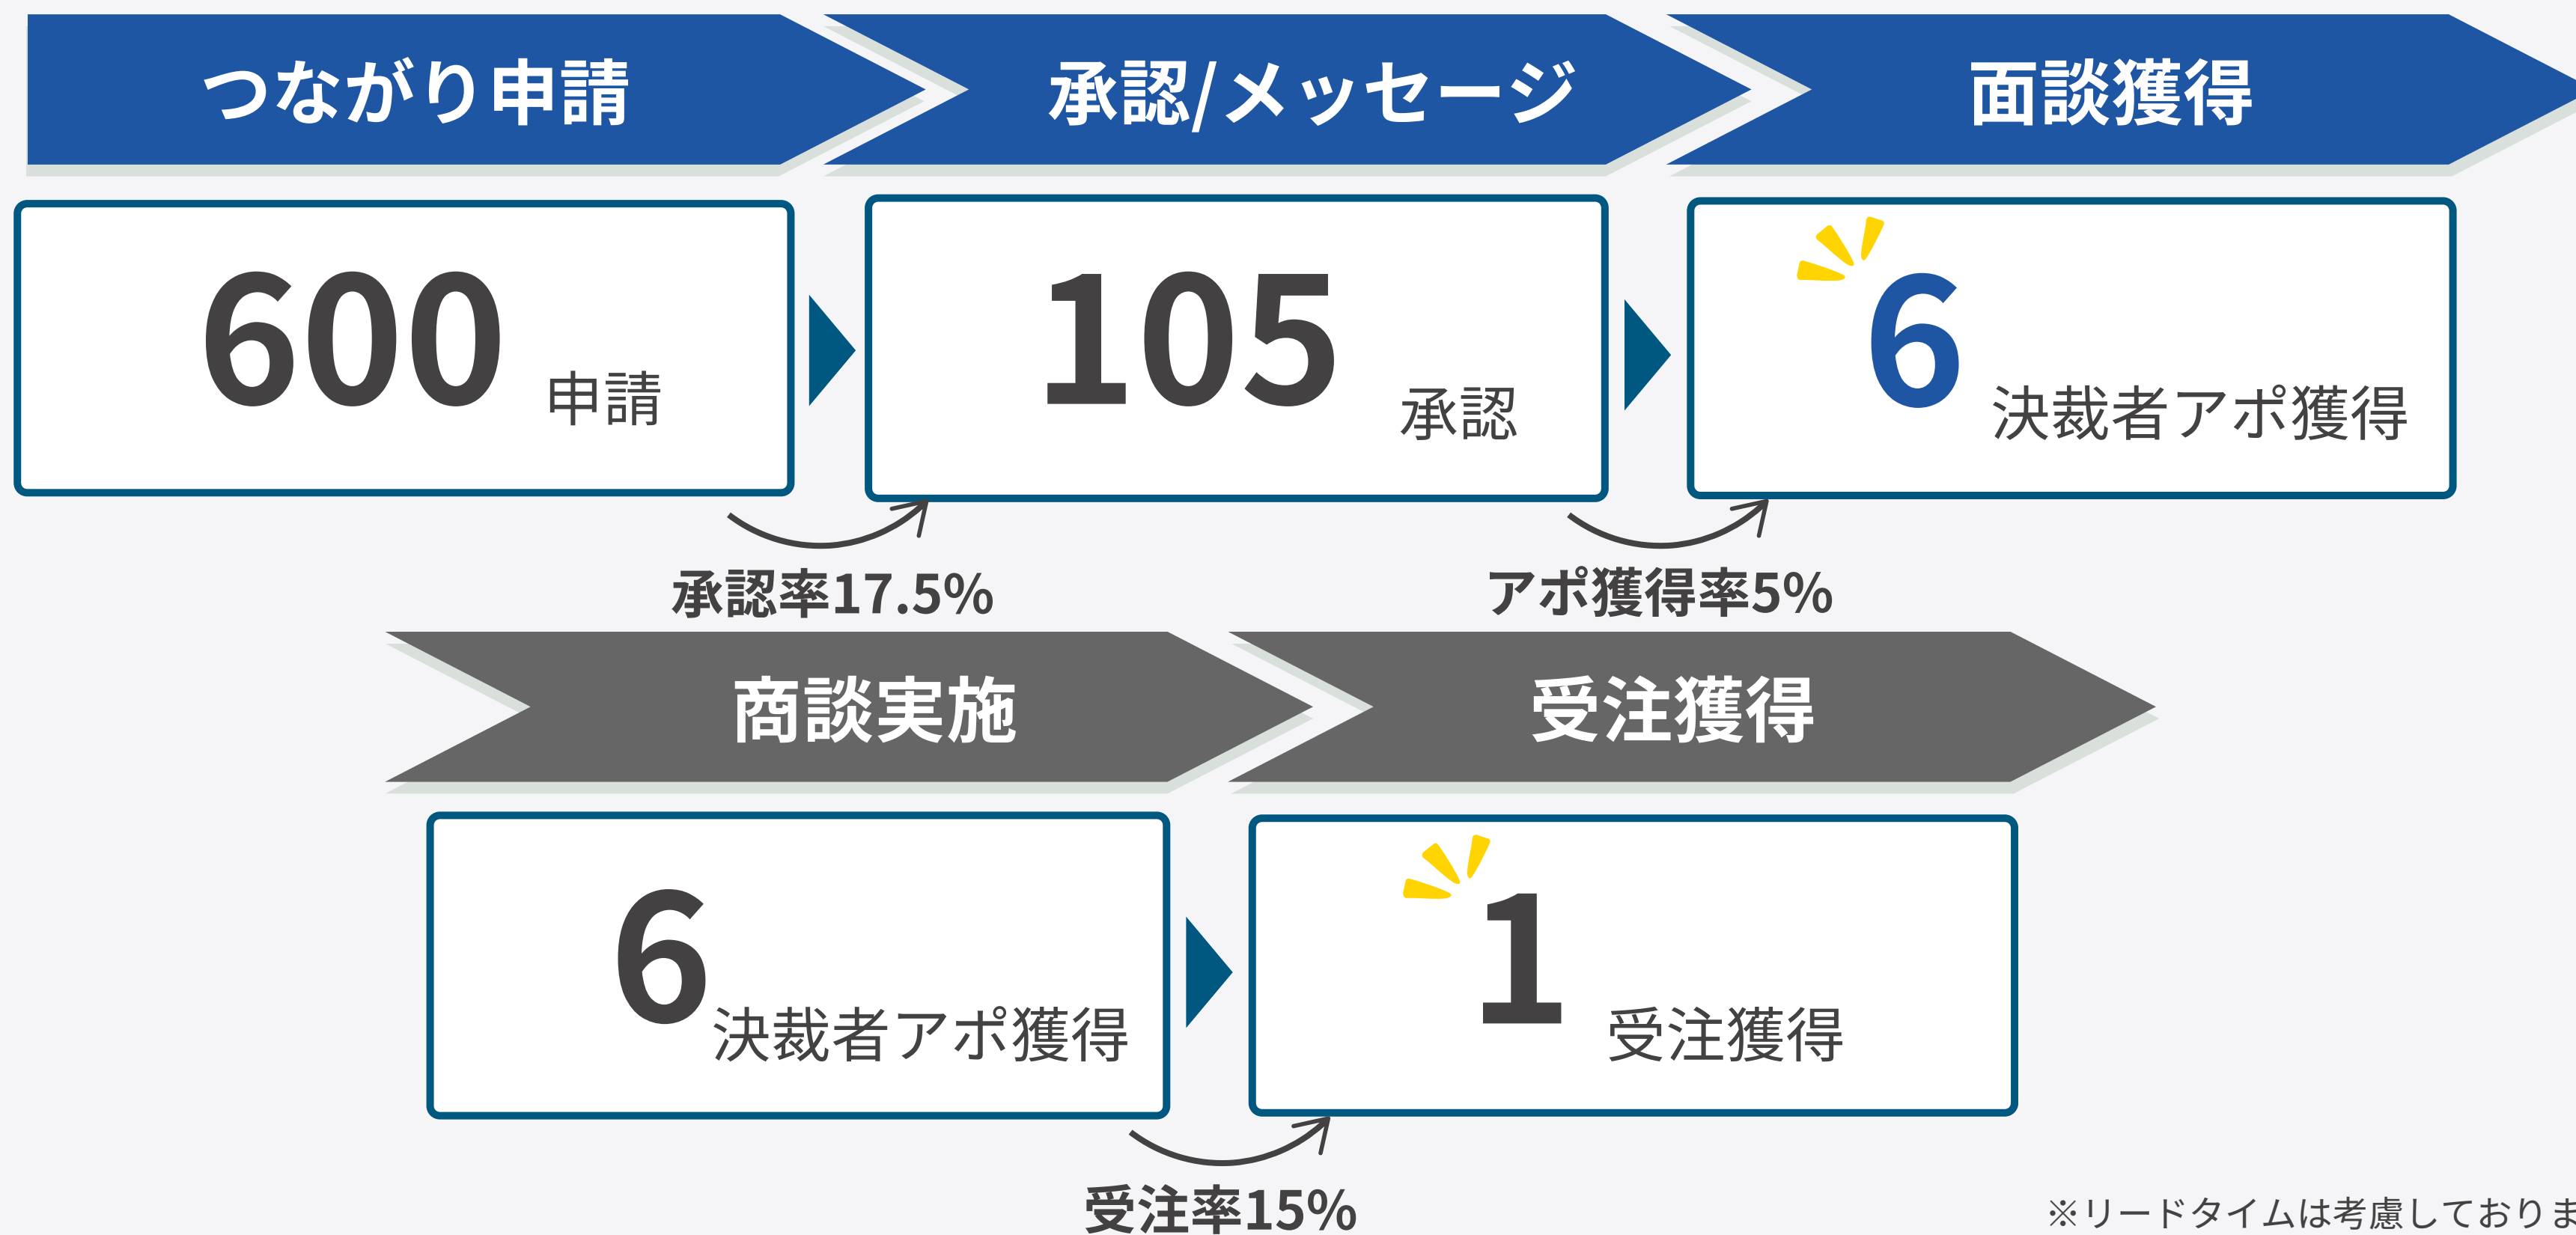 つながり申請
承認/メッセージ
面談獲得
600 申請
105 承認
6 決裁者アポ獲得
承認率17.5%
アポ獲得率5%
商談実施
受注獲得
6 決裁者アポ獲得
1 受注獲得
受注率15%
※リードタイムは考慮しておりま